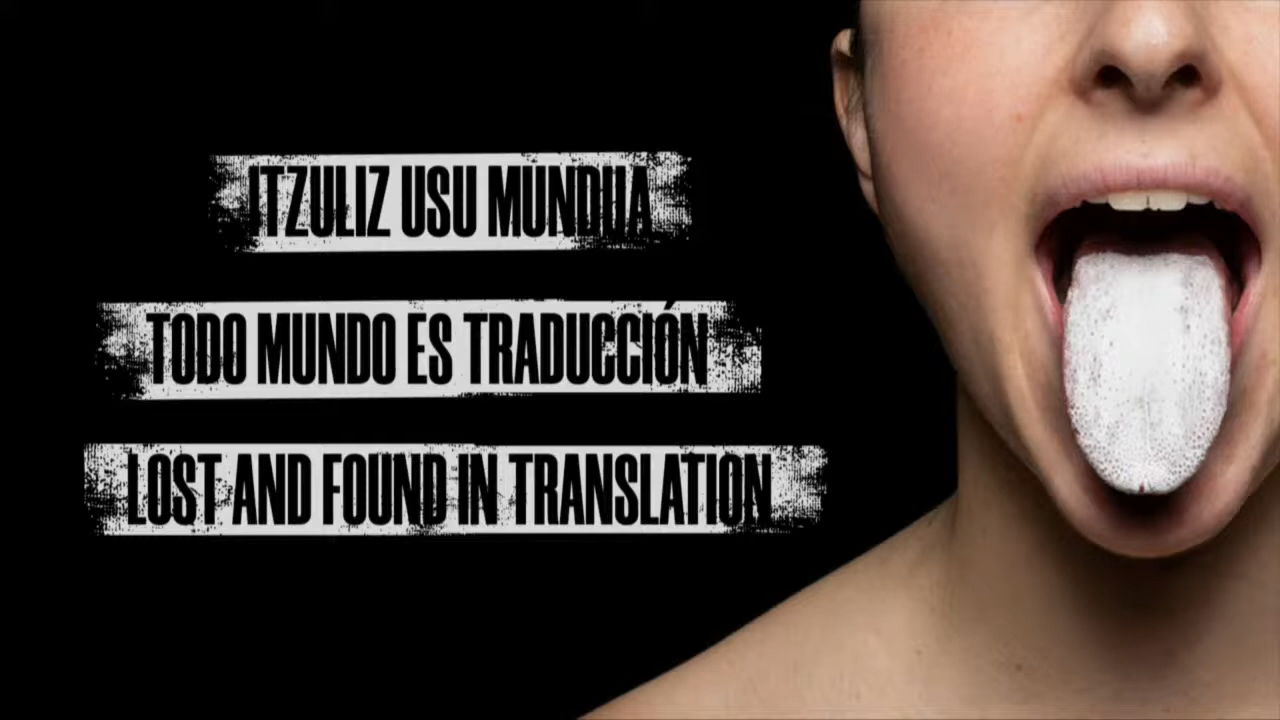 ITZULIZ USU MUNDUA
TODO MUNDO ES TRADUCCIÓN
LOST AND FOUND IN TRANSLATION